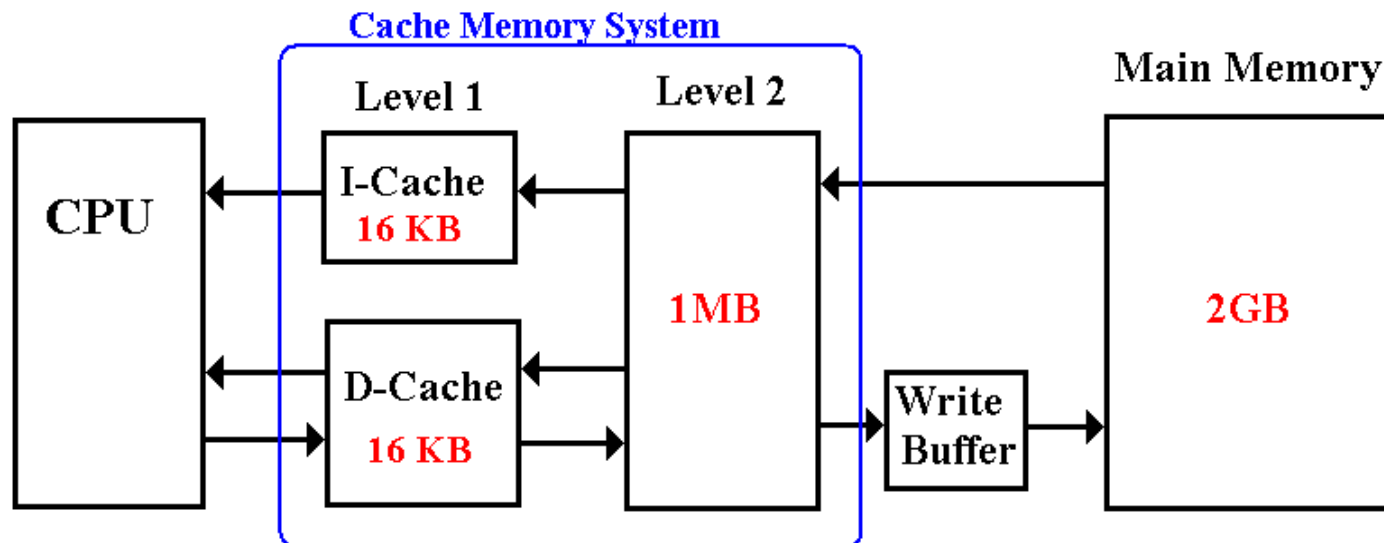 Cache Memory System
Level 1
Level 2
Main Memory
CPU
I-Cache
16 KB
1MB
2GB
D-Cache
16 KB
Write
Buffer